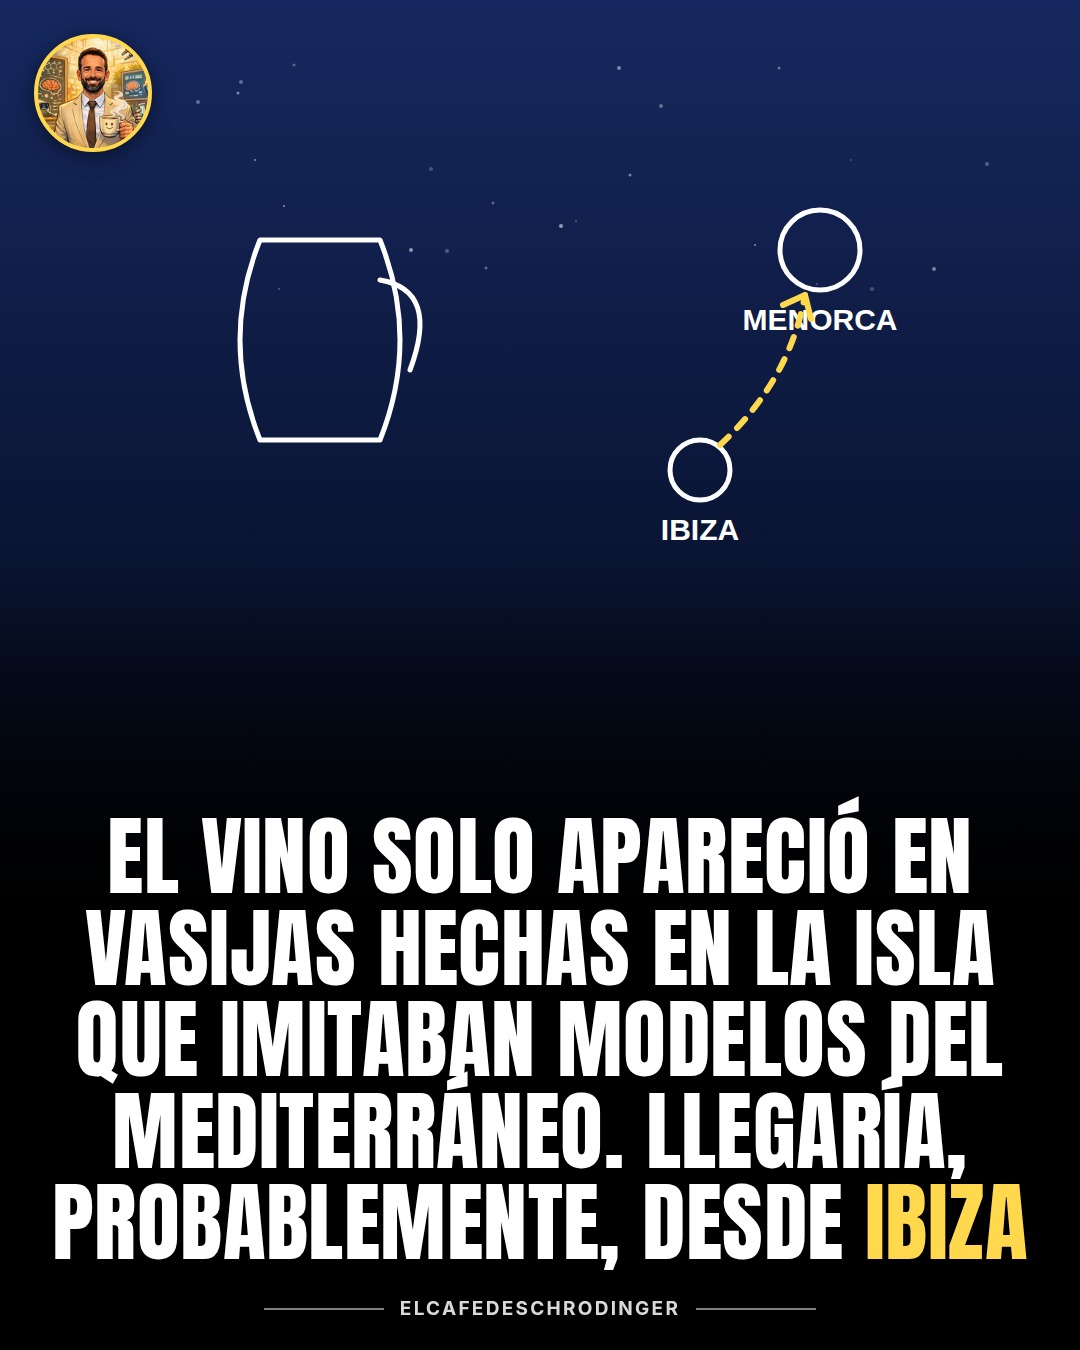 MENORCA
IBIZA
EL VINO SOLO APARECIÓ EN
VASIJAS HECHAS EN LA ISLA
QUE IMITABAN MODELOS DEL
MEDITERRÁNEO. LLEGARÍA,
PROBABLEMENTE, DESDE IBIZA
ELCAFEDESCHRODINGER